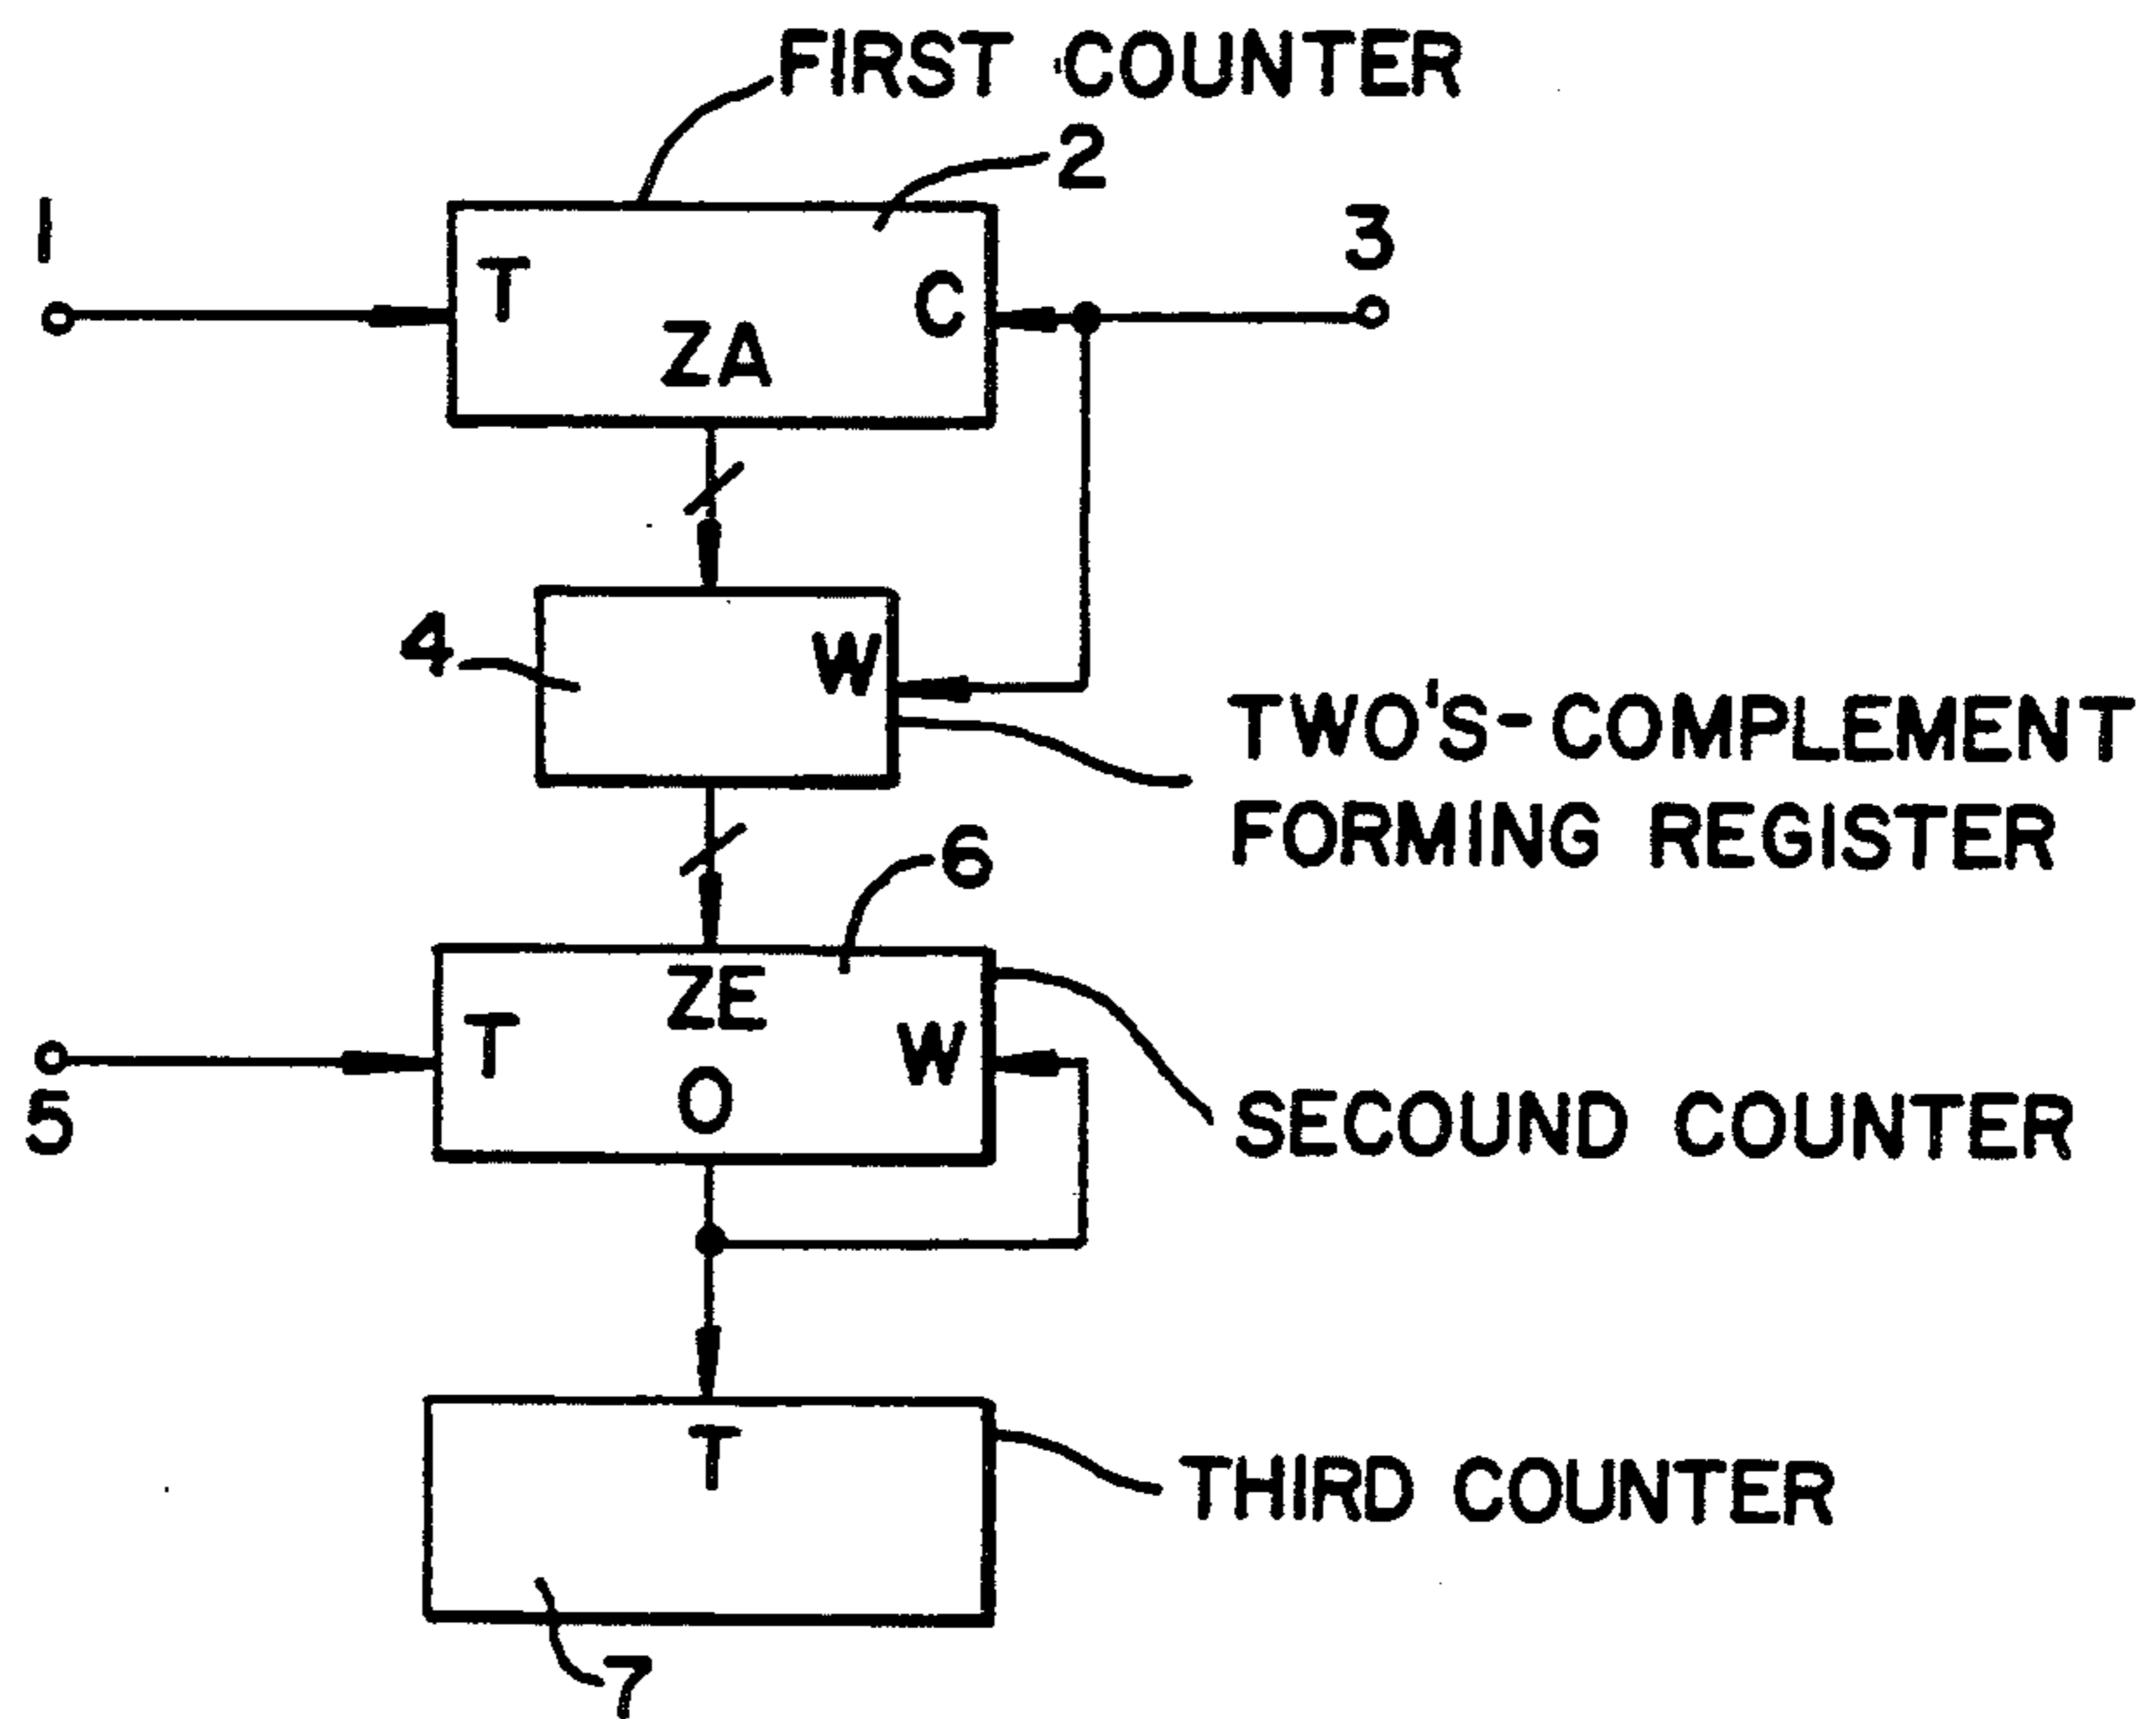 FIRST COUNTER
2
1
3
T
C
ZA
4
W
TWO'S-COMPLEMENT
FORMING REGISTER
6
ZE
T
W
O
5
SECOUND COUNTER
T
THIRD COUNTER
7